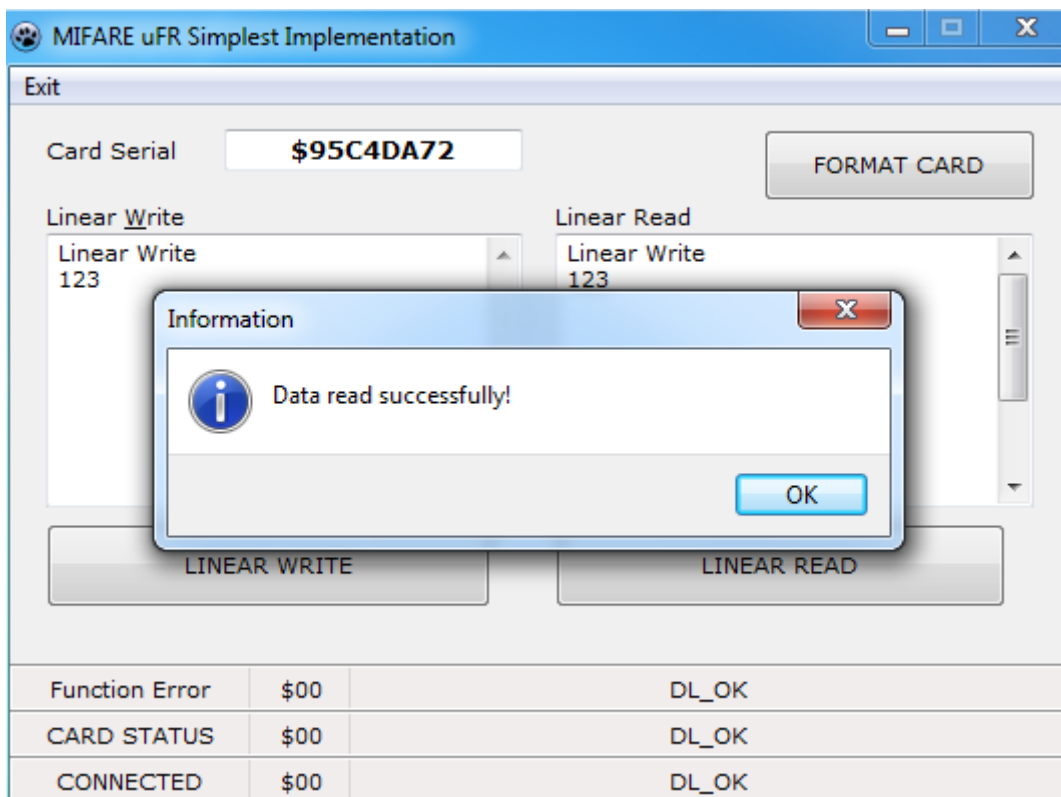 MIFARE uFR Simplest Implementation
Exit
Card Serial $95C4DA72
FORMAT CARD
Linear Write
Linear Read
Linear Write
123
Linear Write
123
Information
Data read successfully!
OK
LINEAR WRITE
LINEAR READ
Function Error $00 DL_OK
CARD STATUS $00 DL_OK
CONNECTED $00 DL_OK